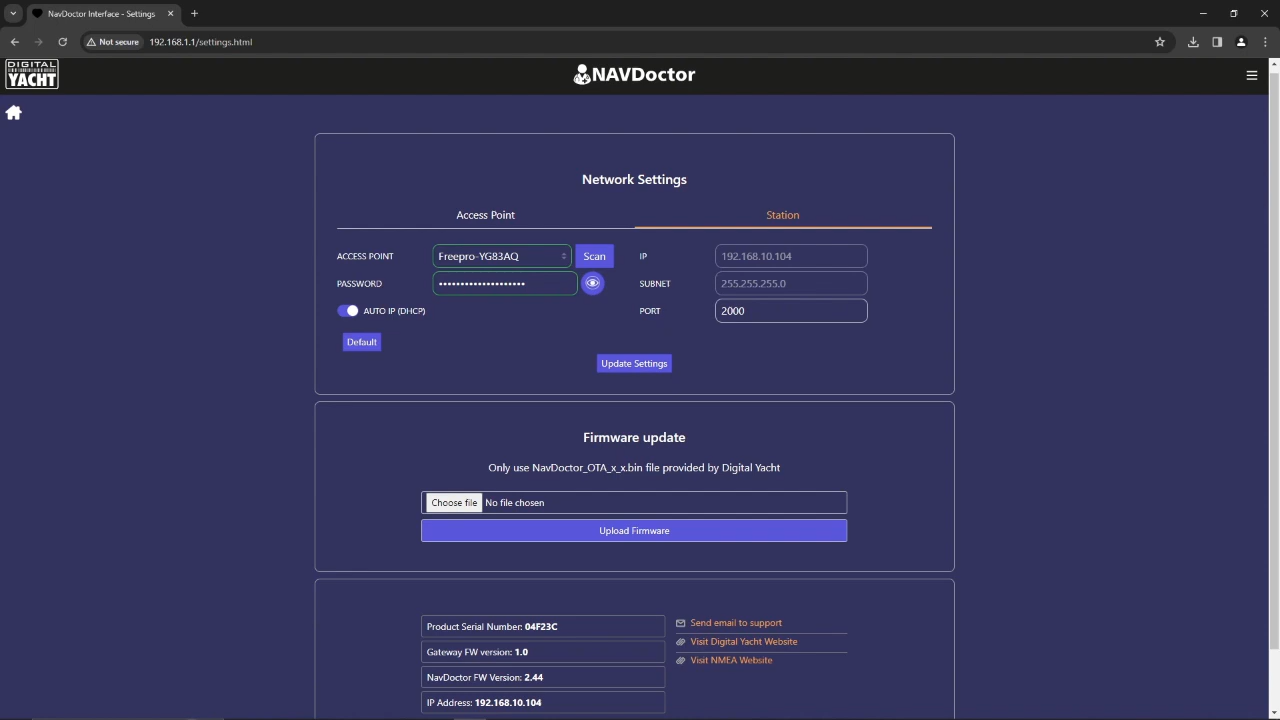 NavDoctor Interface - Settings
Not secure
192.168.1.1/settings.html
DIGITAL
YACHT
NAVDoctor
Network Settings
Access Point
Station
ACCESS POINT
Freepro-YG83AQ
Scan
IP
192.168.10.104
PASSWORD
SUBNET
255.255.255.0
AUTO IP (DHCP)
PORT
2000
Default
Update Settings
Firmware update
Only use NavDoctor_OTA_x_x.bin file provided by Digital Yacht
Choose file No file chosen
Upload Firmware
Product Serial Number: 04F23C
Send email to support
Gateway FW version: 1.0
Visit Digital Yacht Website
Visit NMEA Website
NavDoctor FW Version: 2.44
IP Address: 192.168.10.104